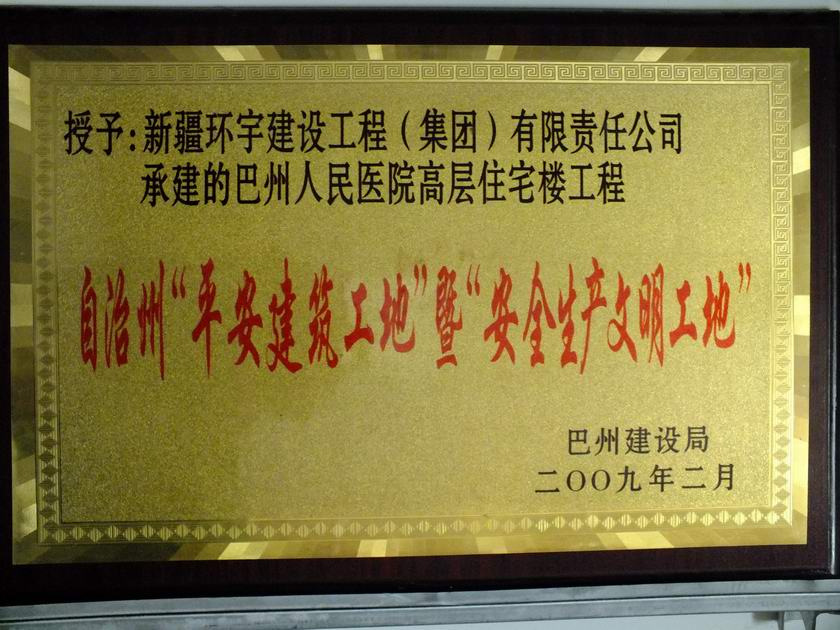 授予:新疆环宇建设工程(集团)有限责任公司
承建的巴州人民医院高层住宅楼工程
自治州“平安建筑工地”暨“安全生产文明工地”
巴州建设局
二〇〇九年二月